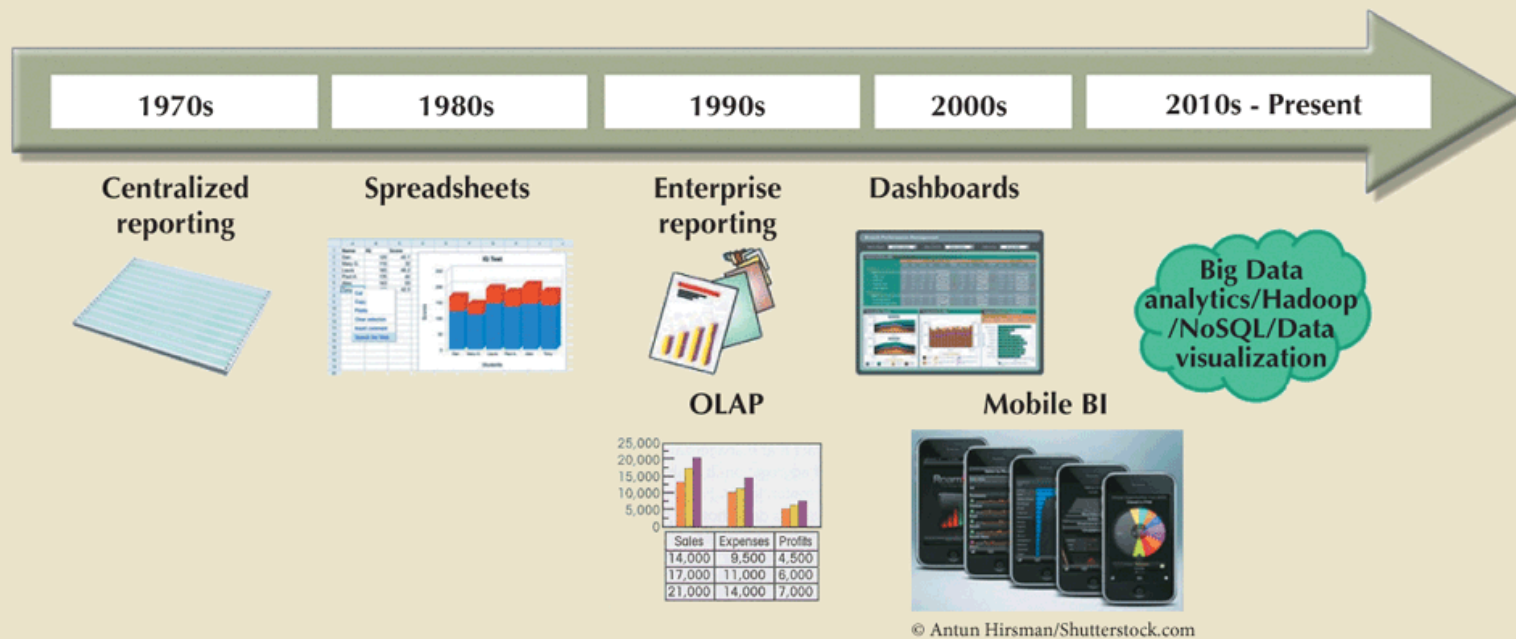 1970s
1980s
1990s
2000s
2010s - Present
Centralized
reporting
Spreadsheets
Enterprise
reporting
Dashboards
IQ Test
Big Data
analytics/Hadoop
/NoSQL/Data
visualization
OLAP
25,000
20,000
15,000
10,000
5,000
0
Sales Expenses Profits
14,000 9,500 4,500
17,000 11,000 6,000
21,000 14,000 7,000
Mobile BI
© Antun Hirsman/Shutterstock.com